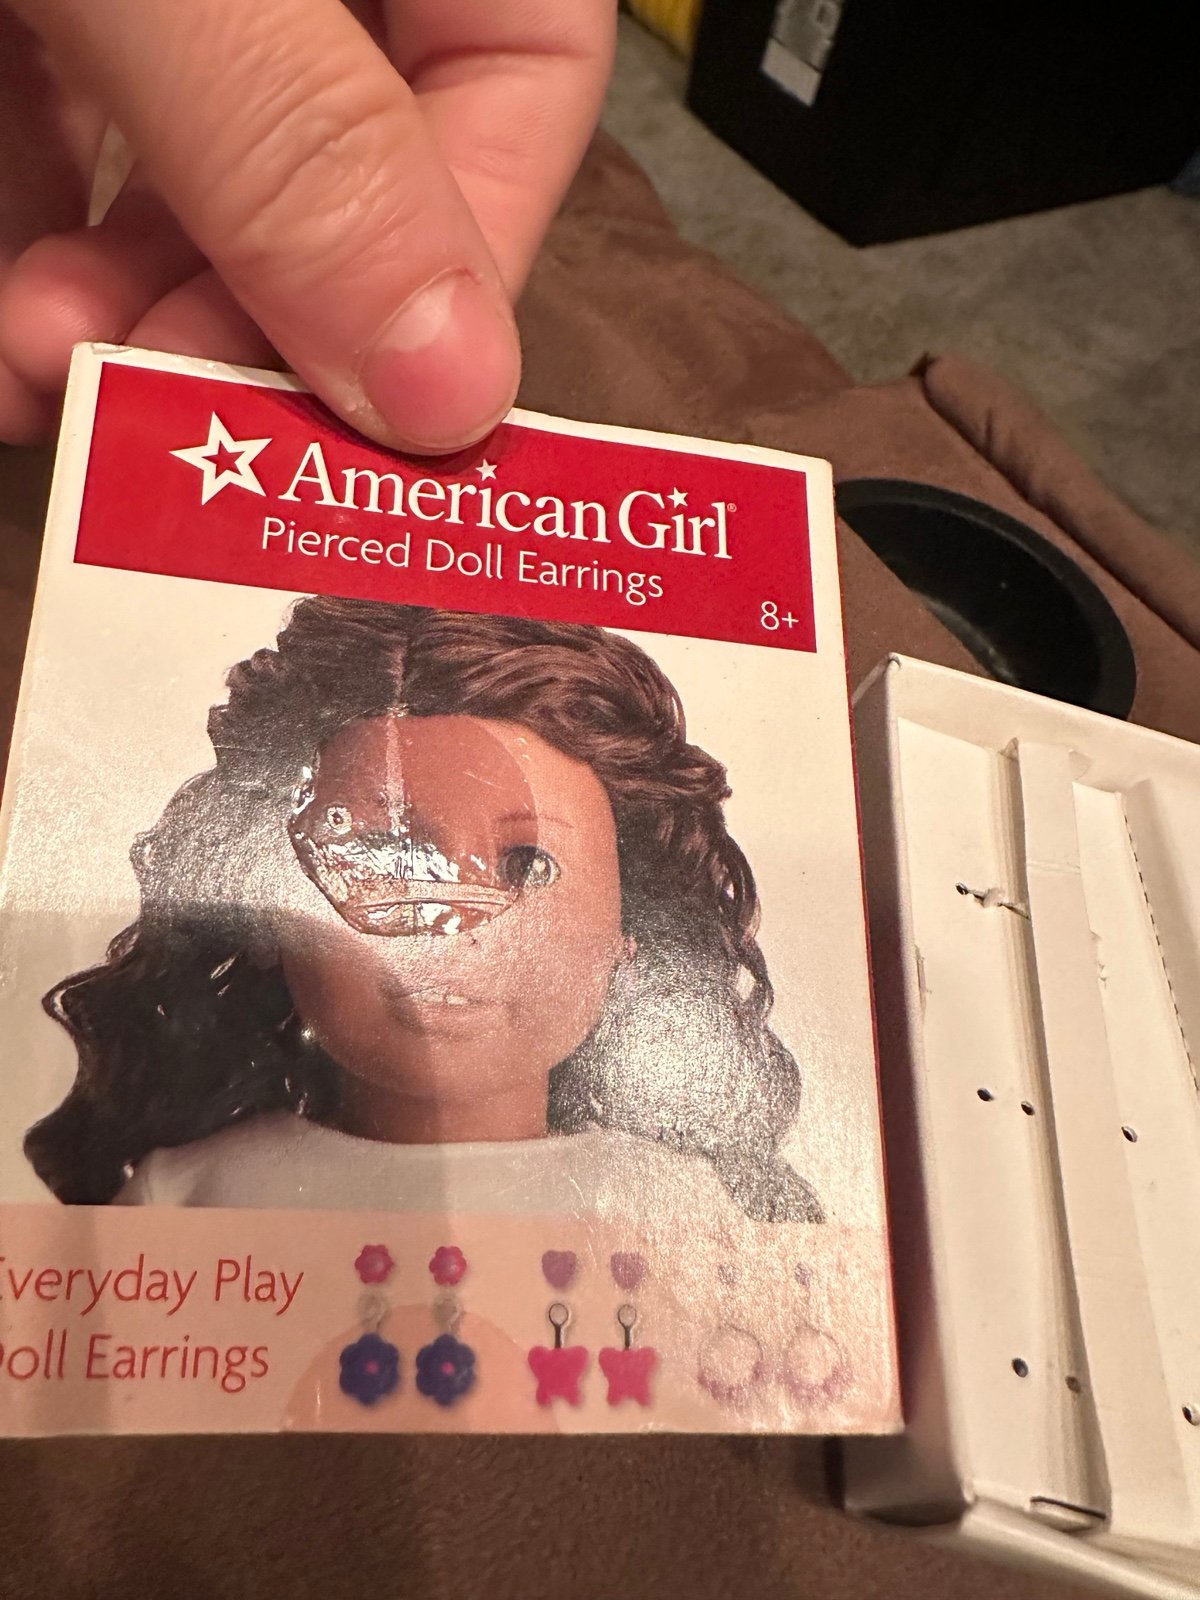 American Girl®
Pierced Doll Earrings
8+
Everyday Play
Doll Earrings